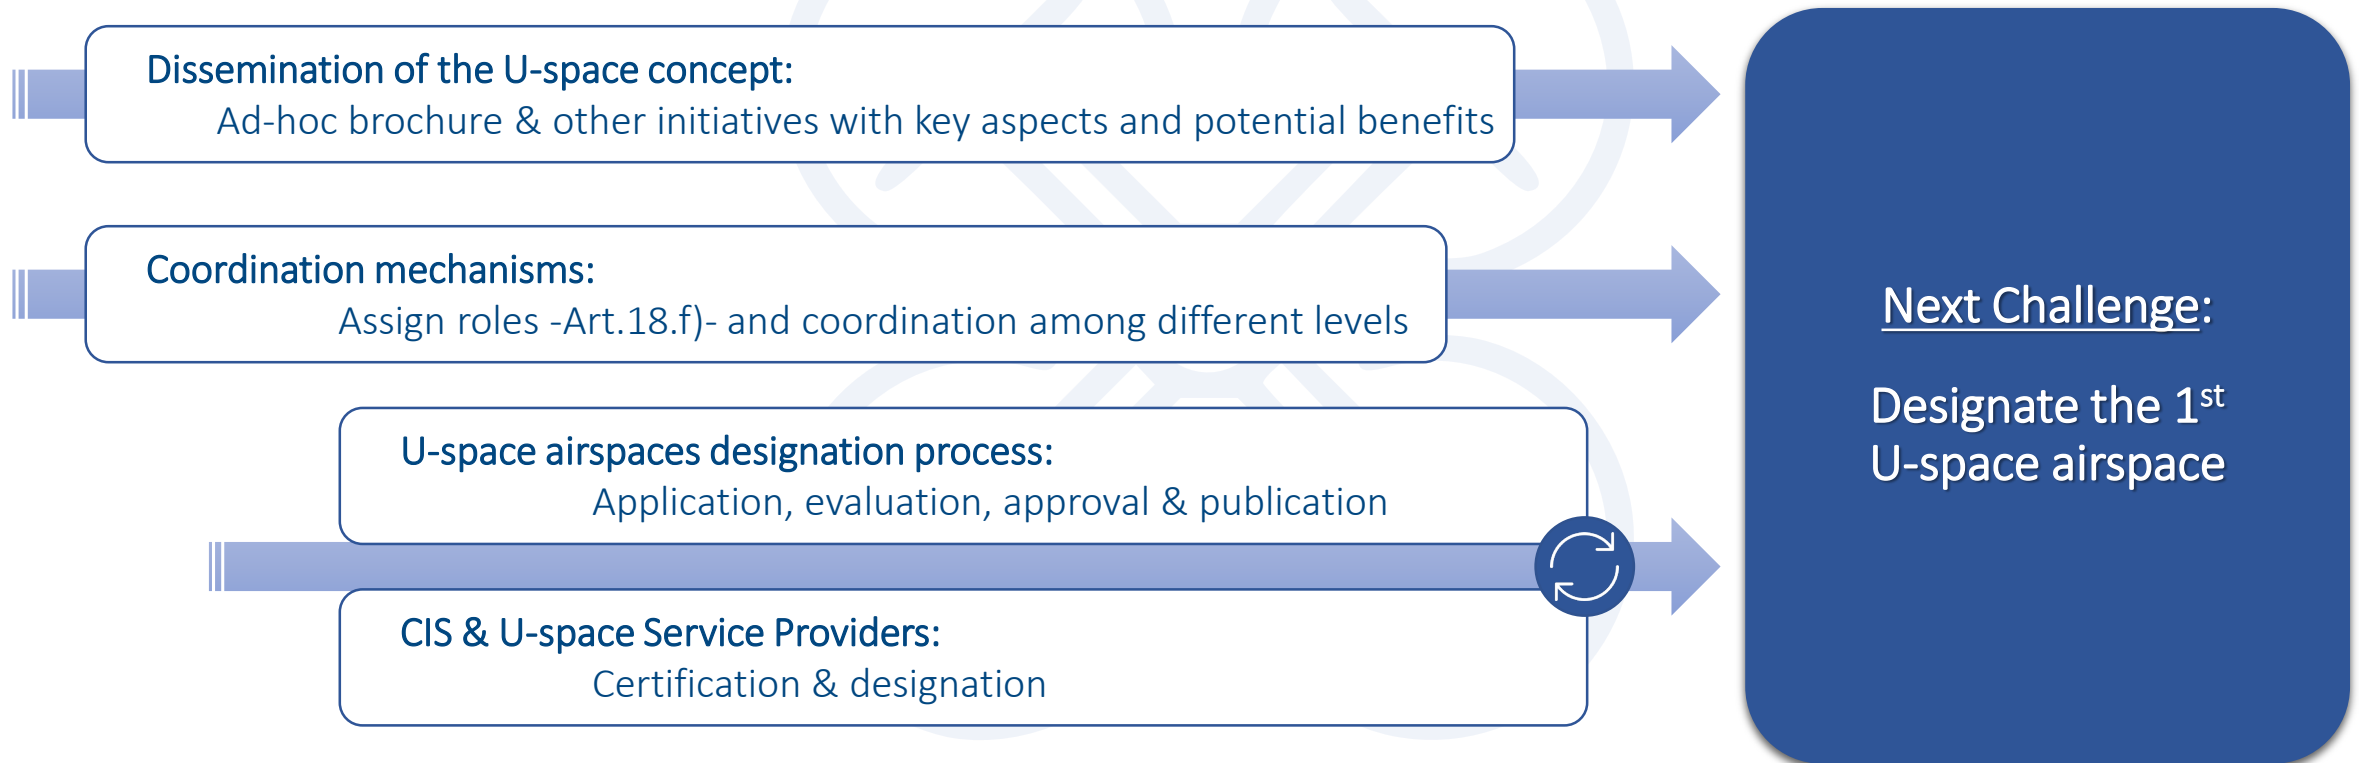 Dissemination of the U-space concept:
Ad-hoc brochure & other initiatives with key aspects and potential benefits
Coordination mechanisms:
Assign roles -Art.18.f)- and coordination among different levels
U-space airspaces designation process:
Application, evaluation, approval & publication
CIS & U-space Service Providers:
Certification & designation
Next Challenge:
Designate the 1st
U-space airspace